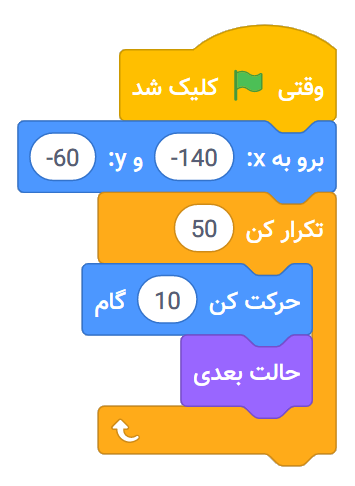 وقتی کلیک شد
برو به x: -140 و y: -60
تکرار کن 50
حرکت کن 10 گام
حالت بعدی